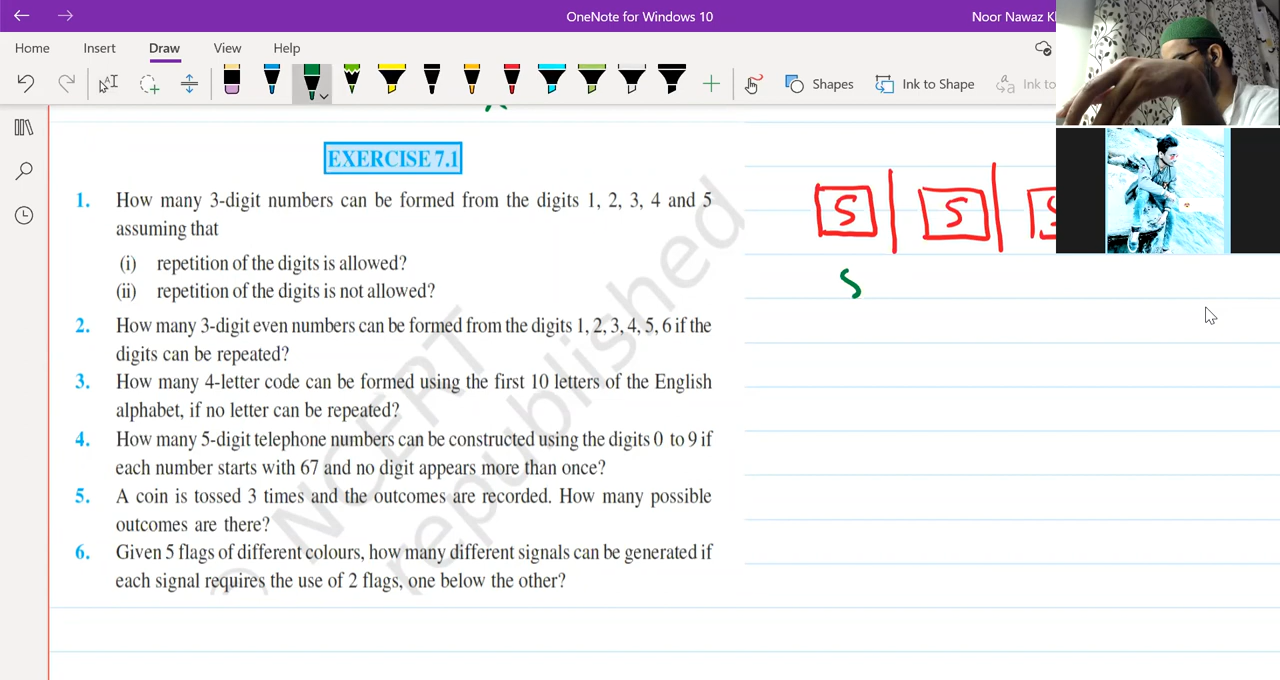 OneNote for Windows 10
Noor Nawaz Kh
Home Insert Draw View Help
Shapes Ink to Shape Ink to
EXERCISE 7.1
1. How many 3-digit numbers can be formed from the digits 1, 2, 3, 4 and 5
assuming that
(i) repetition of the digits is allowed?
(ii) repetition of the digits is not allowed?
2. How many 3-digit even numbers can be formed from the digits 1, 2, 3, 4, 5, 6 if the
digits can be repeated?
3. How many 4-letter code can be formed using the first 10 letters of the English
alphabet, if no letter can be repeated?
4. How many 5-digit telephone numbers can be constructed using the digits 0 to 9 if
each number starts with 67 and no digit appears more than once?
5. A coin is tossed 3 times and the outcomes are recorded. How many possible
outcomes are there?
6. Given 5 flags of different colours, how many different signals can be generated if
each signal requires the use of 2 flags, one below the other?
NCERT
republished
5 5
5